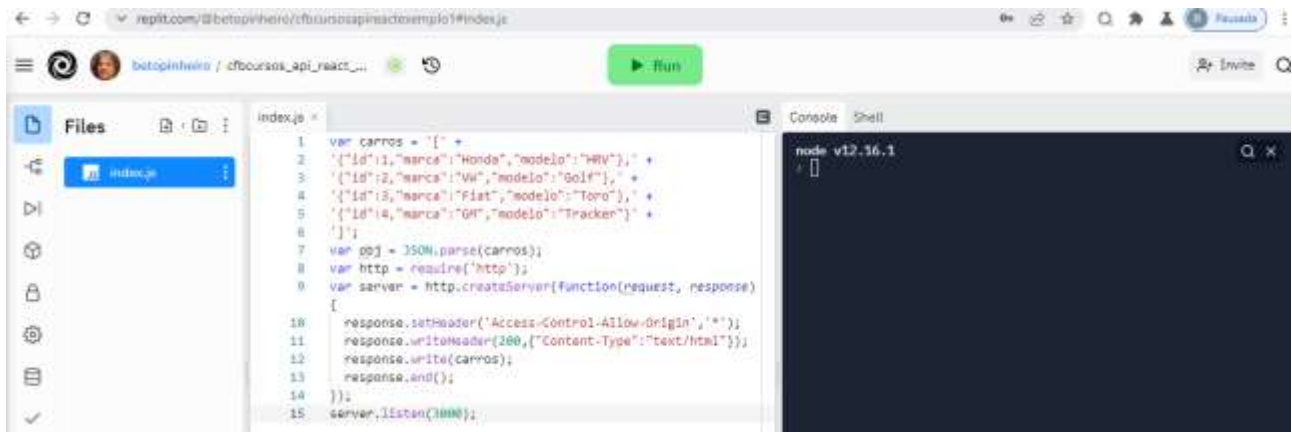 replit.com/@betopinheiro/cfbcursosapireactexemplo1#index.js
Pausada
betopinheiro / cfbcursos_api_react_...
Run
Invite
Files
index.js
index.js ×
1 var carros = '[' +
2 '{"id":1,"marca":"Honda","modelo":"HRV"},' +
3 '{"id":2,"marca":"VW","modelo":"Golf"},' +
4 '{"id":3,"marca":"Fiat","modelo":"Toro"},' +
5 '{"id":4,"marca":"GM","modelo":"Tracker"}' +
6 ']';
7 var obj = JSON.parse(carros);
8 var http = require('http');
9 var server = http.createServer(function(request, response)
{
10 response.setHeader('Access-Control-Allow-Origin','*');
11 response.writeHeader(200,{"Content-Type":"text/html"});
12 response.write(carros);
13 response.end();
14 });
15 server.listen(3000);
Console Shell
node v12.16.1